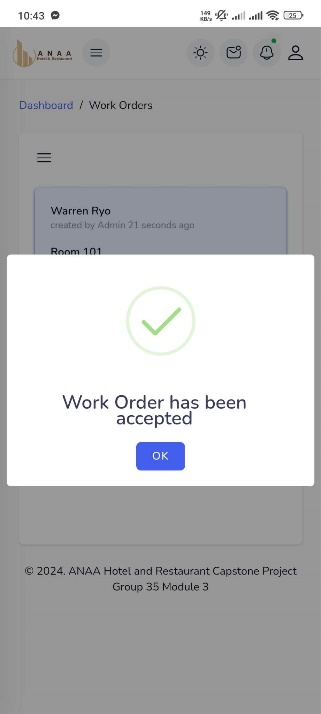 10:43
149
KB/s
25
A N A A
Hotel & Restaurant
Dashboard / Work Orders
Warren Ryo
created by Admin 21 seconds ago
Room 101
Work Order has been
accepted
OK
© 2024. ANAA Hotel and Restaurant Capstone Project
Group 35 Module 3